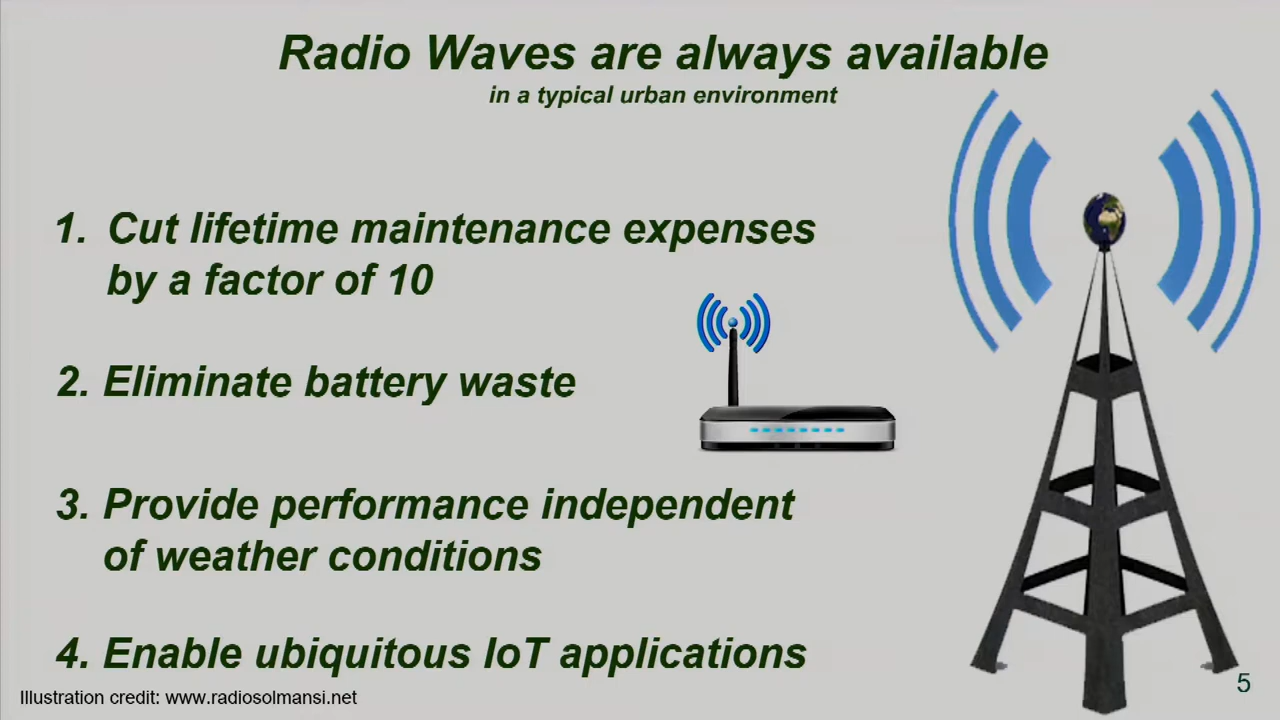 Radio Waves are always available
in a typical urban environment
1. Cut lifetime maintenance expenses
by a factor of 10
2. Eliminate battery waste
3. Provide performance independent
of weather conditions
4. Enable ubiquitous IoT applications
Illustration credit: www.radiosolmansi.net
5